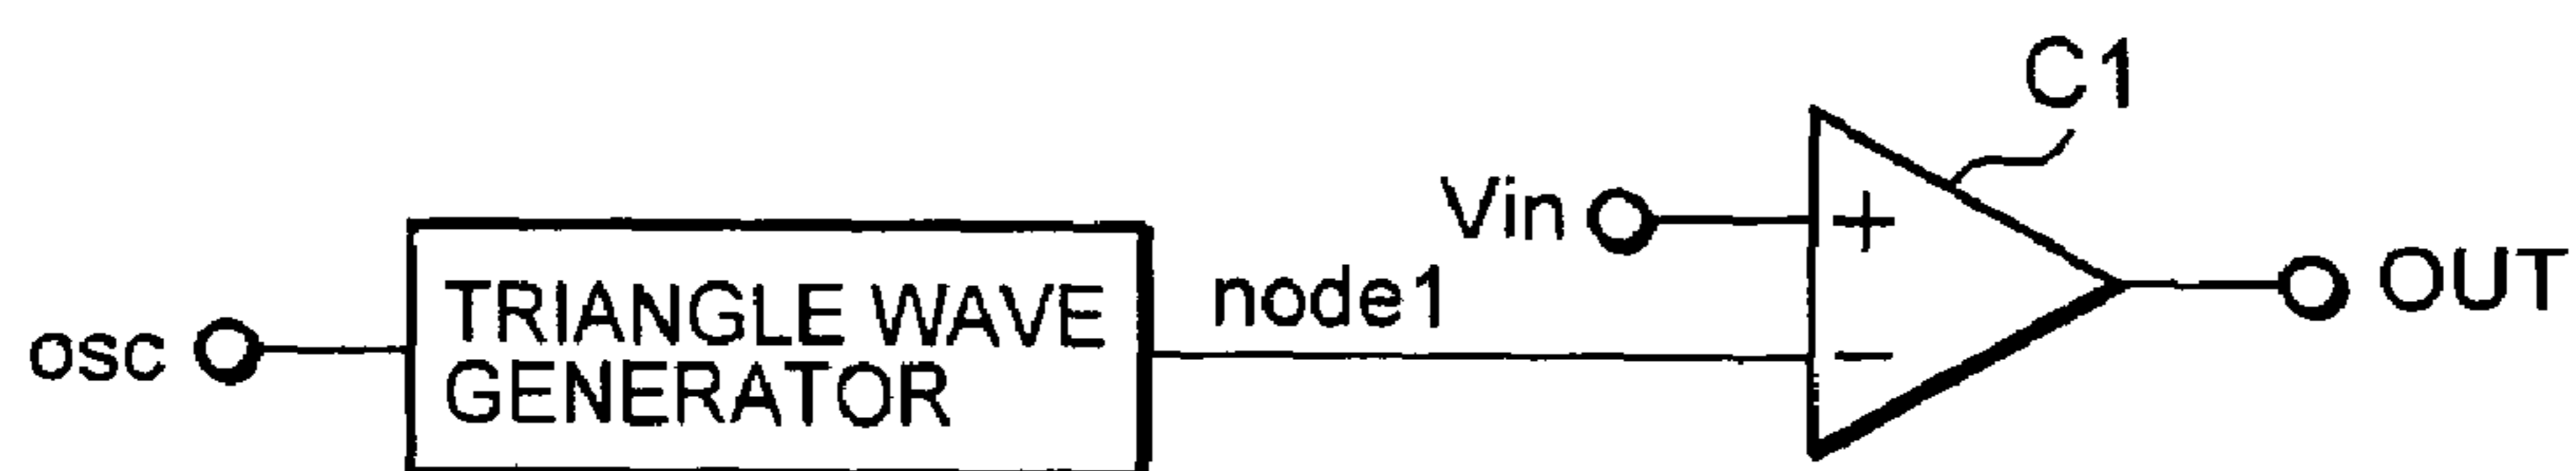 C1
Vin
+
OUT
node1
TRIANGLE WAVE
GENERATOR
osc
−